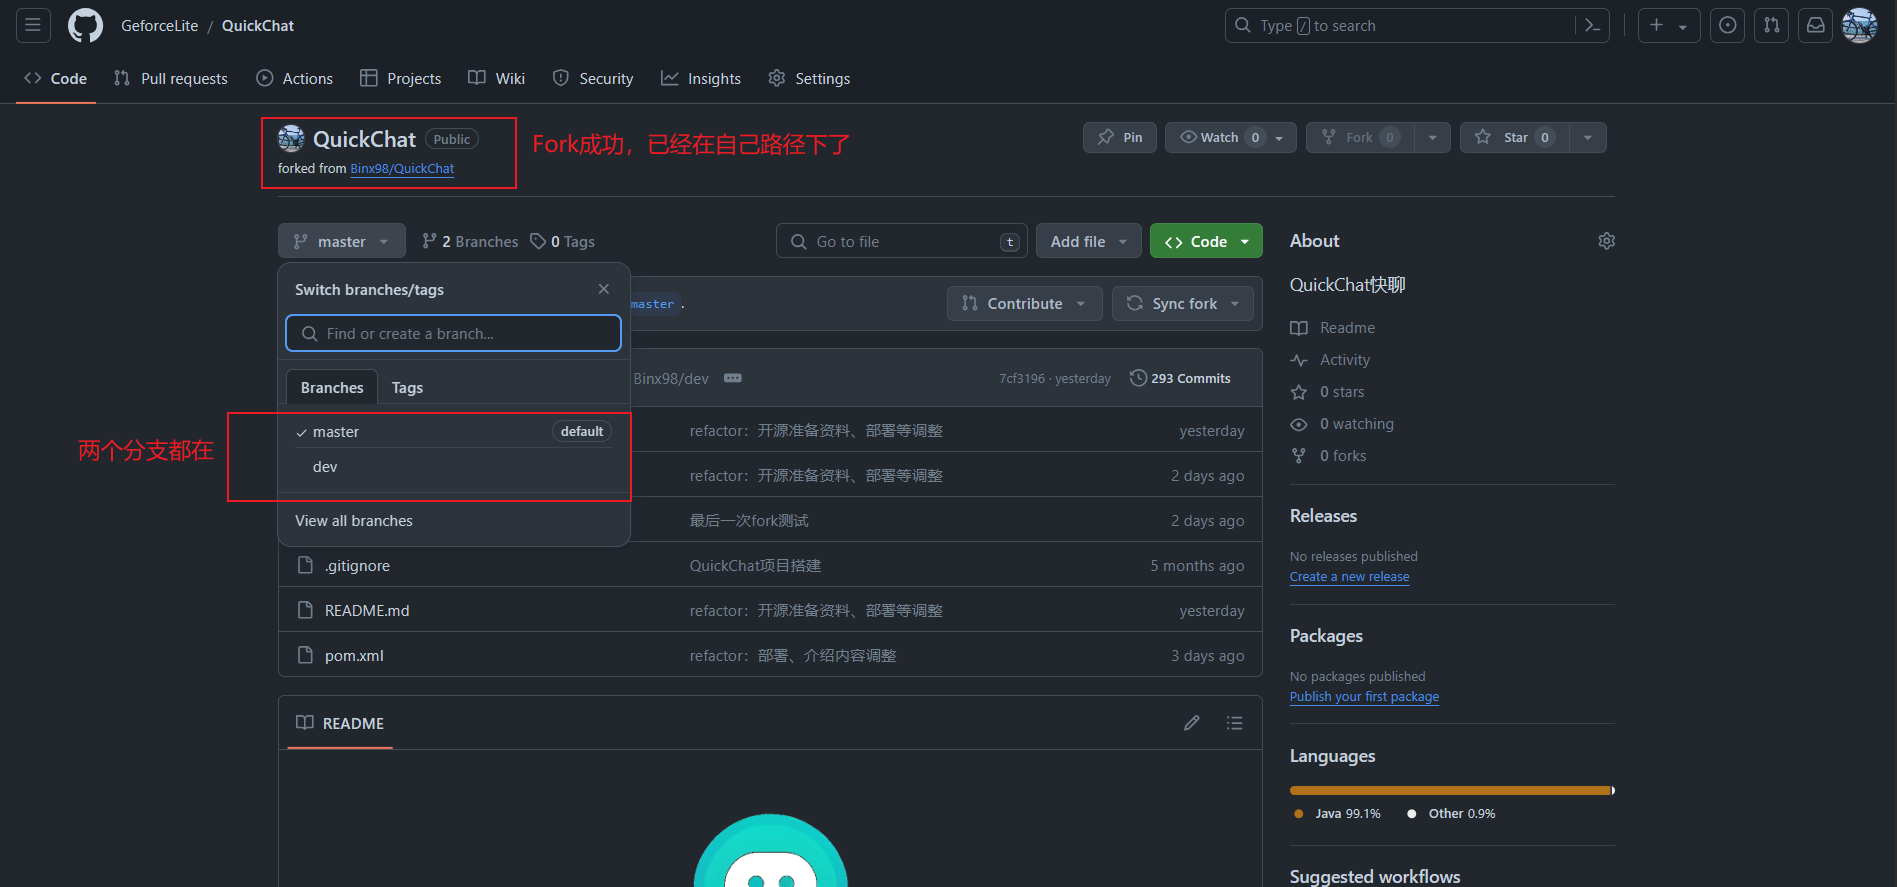 GeforceLite / QuickChat
Type / to search
Code Pull requests Actions Projects Wiki Security Insights Settings
QuickChat Public
forked from Binx98/QuickChat
Fork成功，已经在自己路径下了
Pin Watch 0 Fork 0 Star 0
master 2 Branches 0 Tags
Go to file t Add file Code
Switch branches/tags
Find or create a branch...
Branches Tags
master default
dev
View all branches
两个分支都在
master .
Contribute Sync fork
Binx98/dev 7cf3196 · yesterday 293 Commits
refactor：开源准备资料、部署等调整 yesterday
refactor：开源准备资料、部署等调整 2 days ago
最后一次fork测试 2 days ago
.gitignore QuickChat项目搭建 5 months ago
README.md refactor：开源准备资料、部署等调整 yesterday
pom.xml refactor：部署、介绍内容调整 3 days ago
README
About
QuickChat快聊
Readme
Activity
0 stars
0 watching
0 forks
Releases
No releases published
Create a new release
Packages
No packages published
Publish your first package
Languages
Java 99.1% Other 0.9%
Suggested workflows